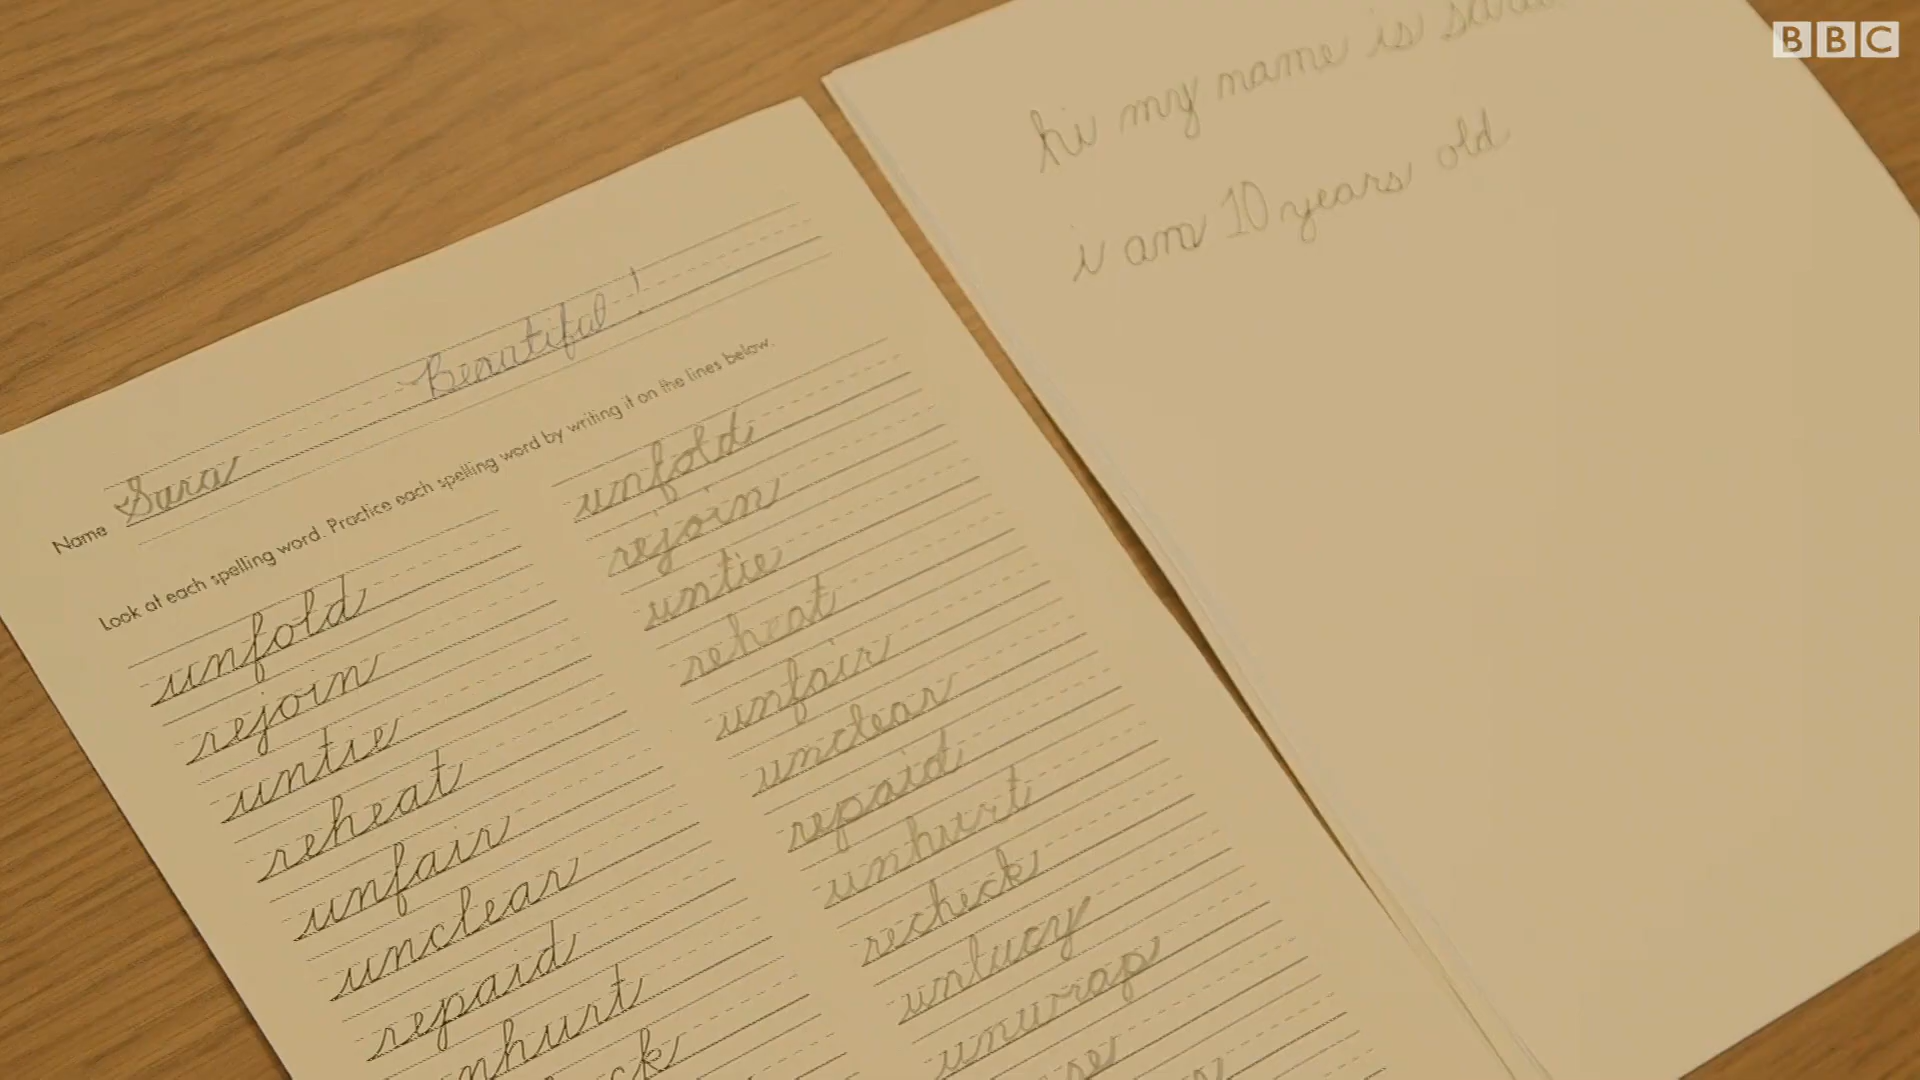 BBC
hi my name is sara
i am 10 years old
Beautiful!
Name Sara
Look at each spelling word. Practice each spelling word by writing it on the lines below.
unfold
rejoin
untie
reheat
unfair
unclear
repaid
unfold
rejoin
untie
reheat
unfair
unclear
repaid
unhurt
recheck
unlucy
unwrap